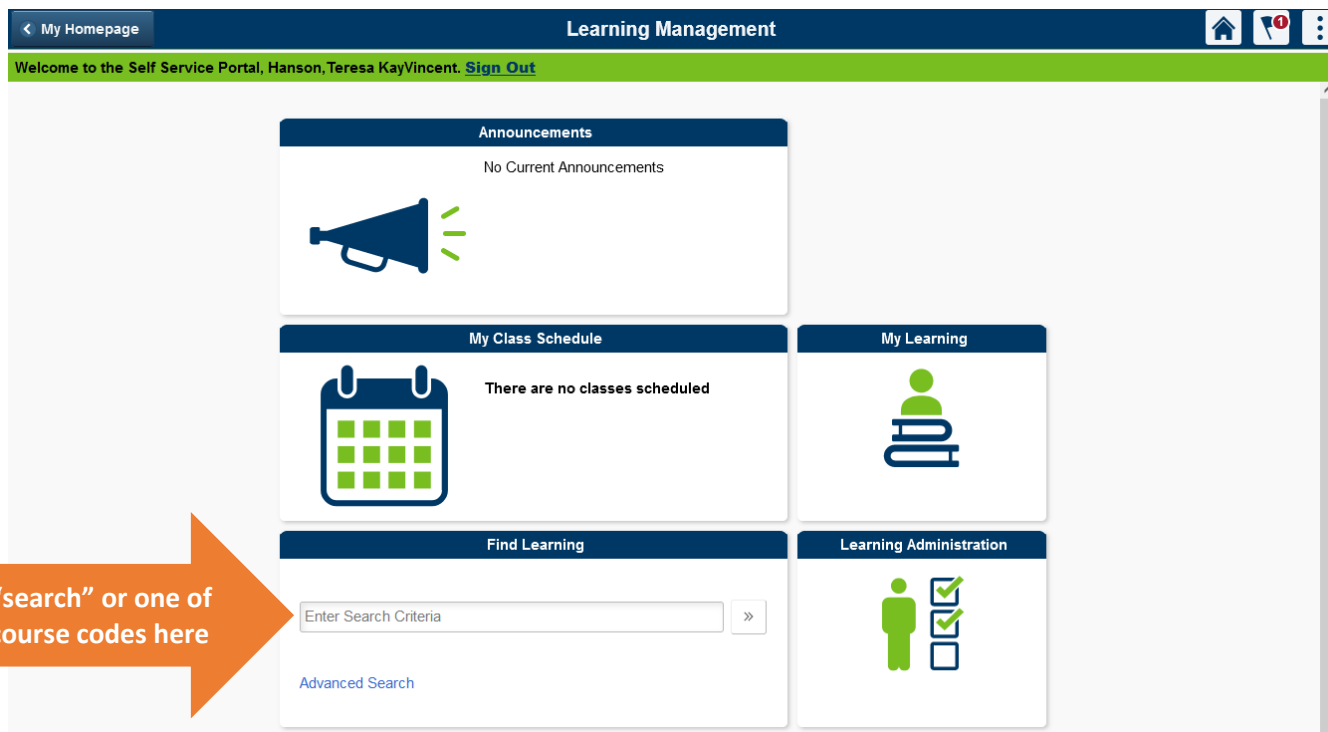 My Homepage
Learning Management
1
Welcome to the Self Service Portal, Hanson,Teresa KayVincent. Sign Out
Announcements
No Current Announcements
My Class Schedule
My Learning
There are no classes scheduled
Find Learning
Learning Administration
"search" or one of
course codes here
Enter Search Criteria
»
Advanced Search